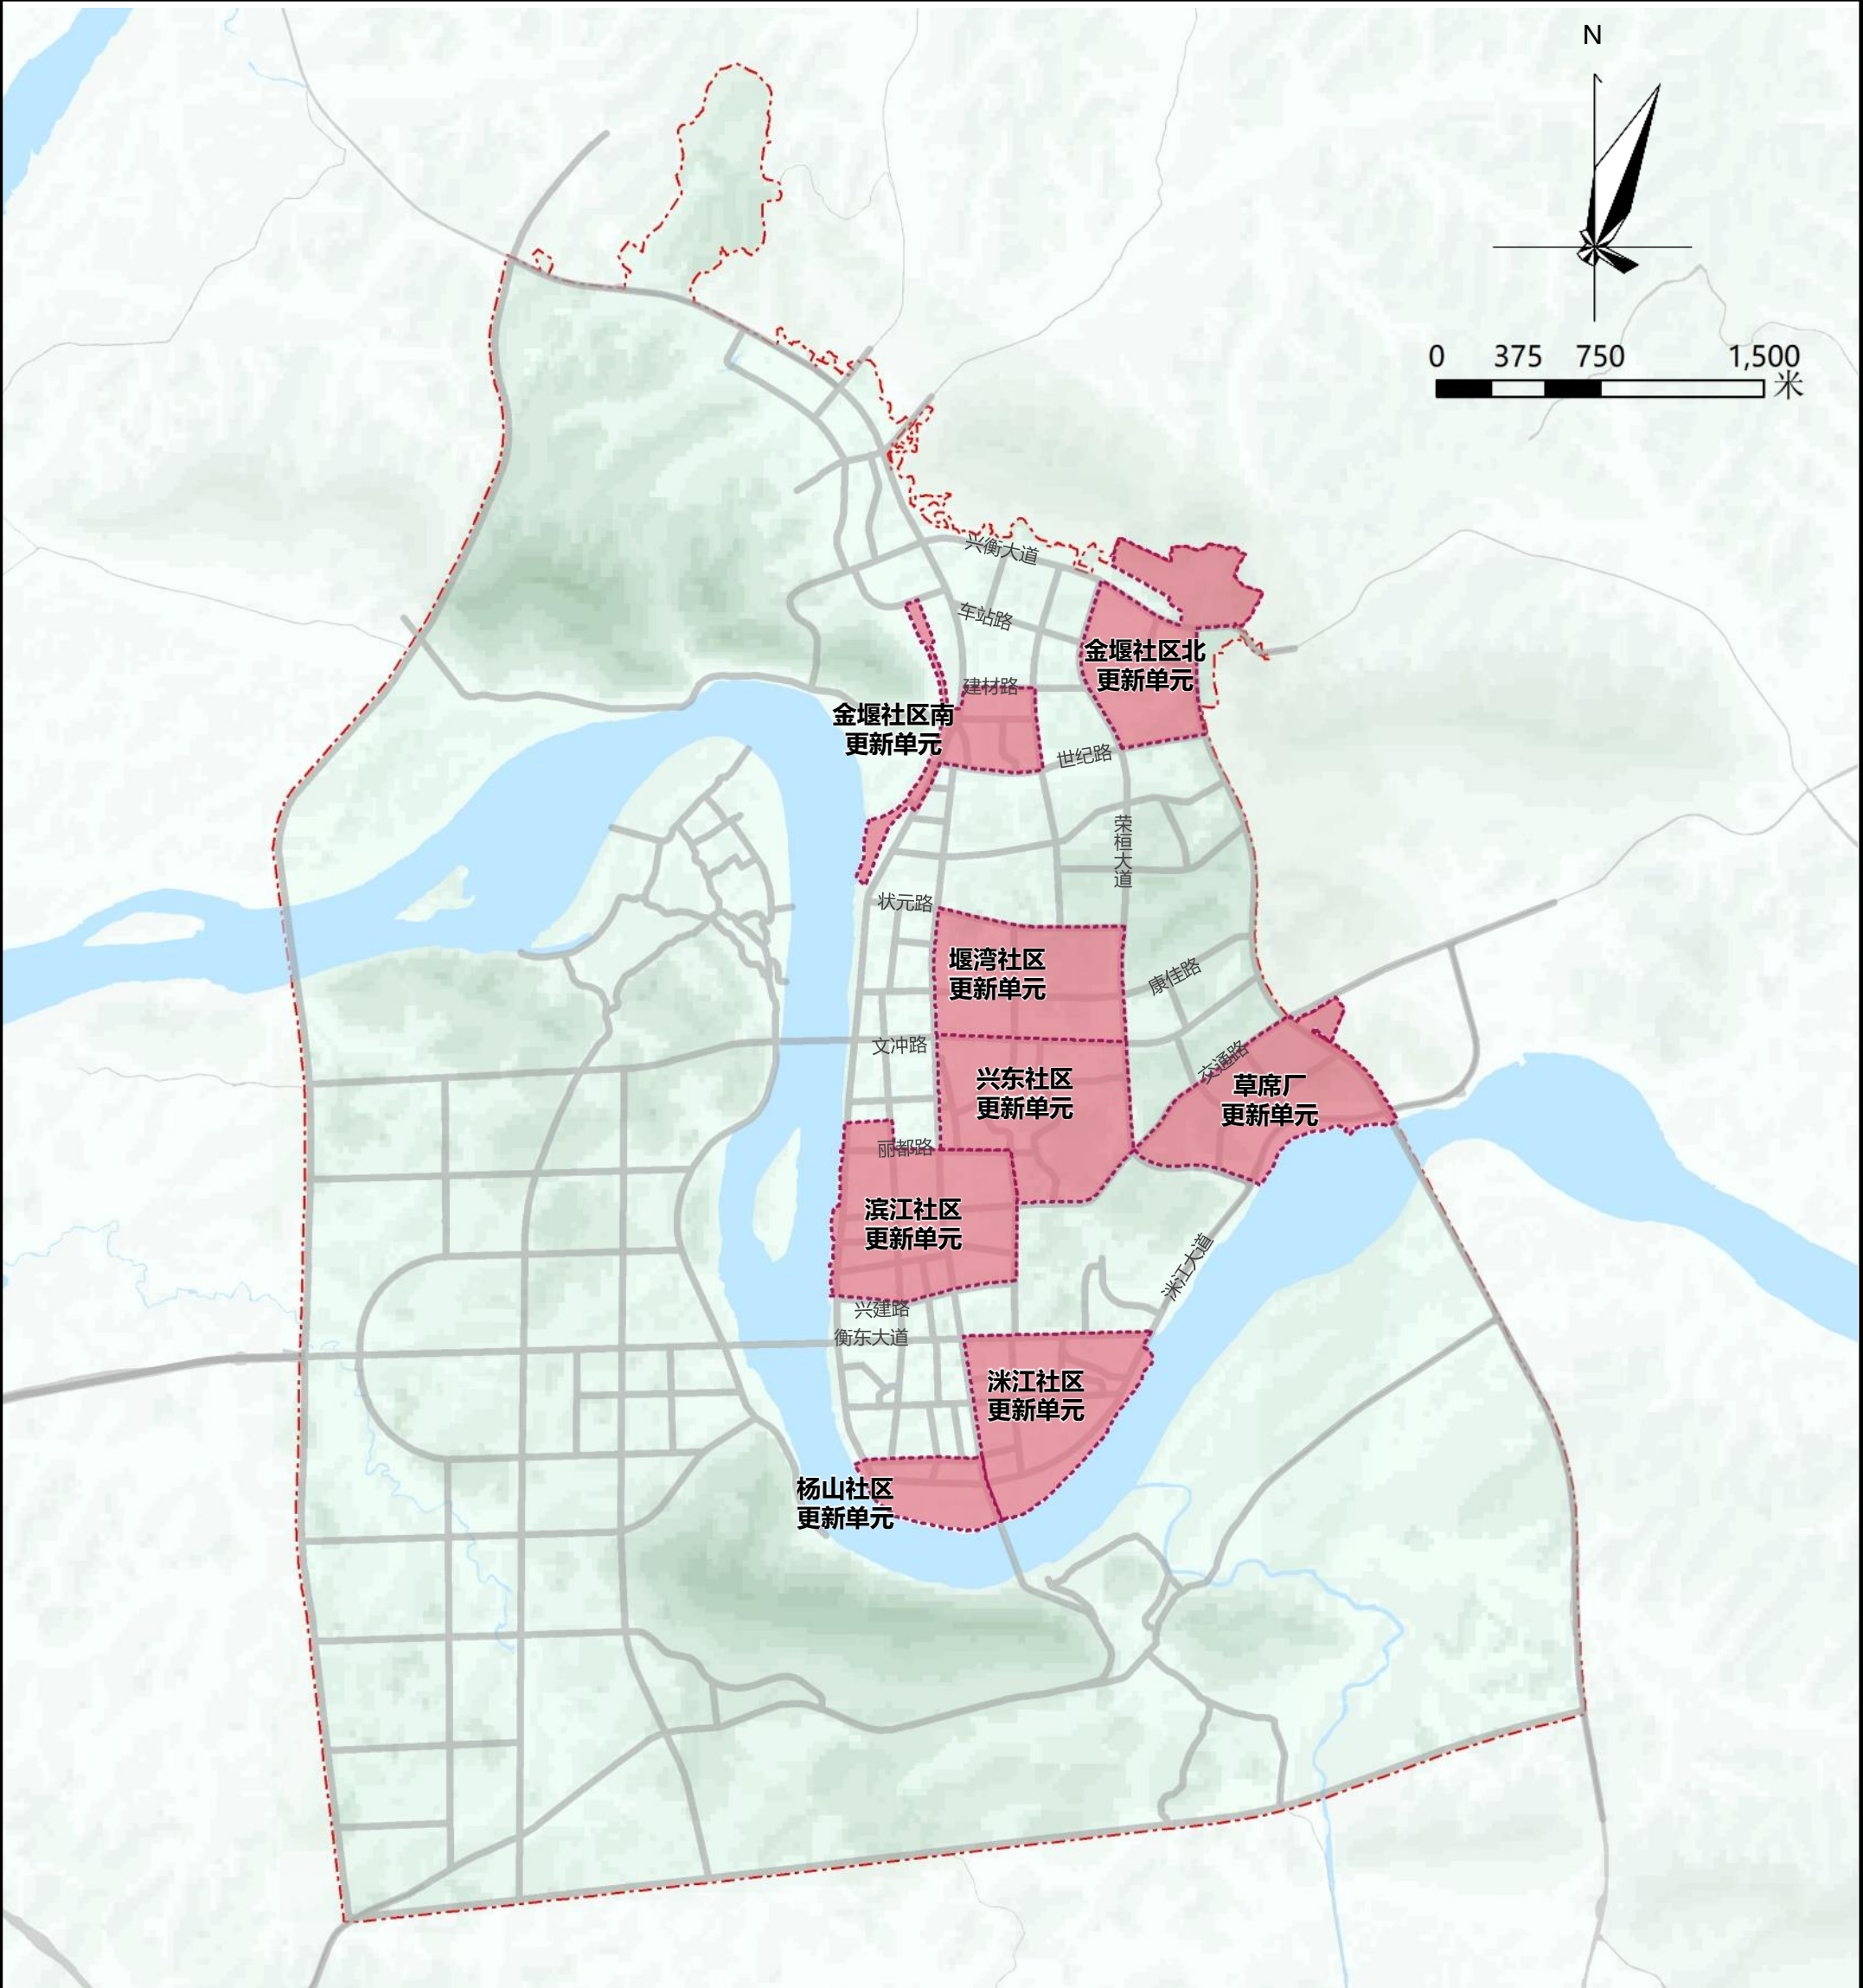 N
0 375 750 1,500
米
兴衡大道
车站路
金堰社区北
更新单元
建材路
金堰社区南
更新单元
世纪路
荣桓大道
状元路
堰湾社区
更新单元
康佳路
文冲路
交通路
兴东社区
更新单元
草席厂
更新单元
丽都路
滨江社区
更新单元
洣江大道
兴建路
衡东大道
洣江社区
更新单元
杨山社区
更新单元